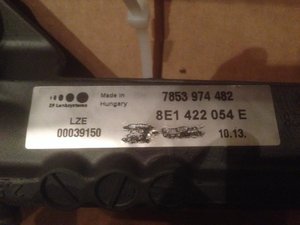 ZF Lenksysteme
Made in
Hungary
7853 974 482
8E1 422 054 E
LZE
00039150
10.13.